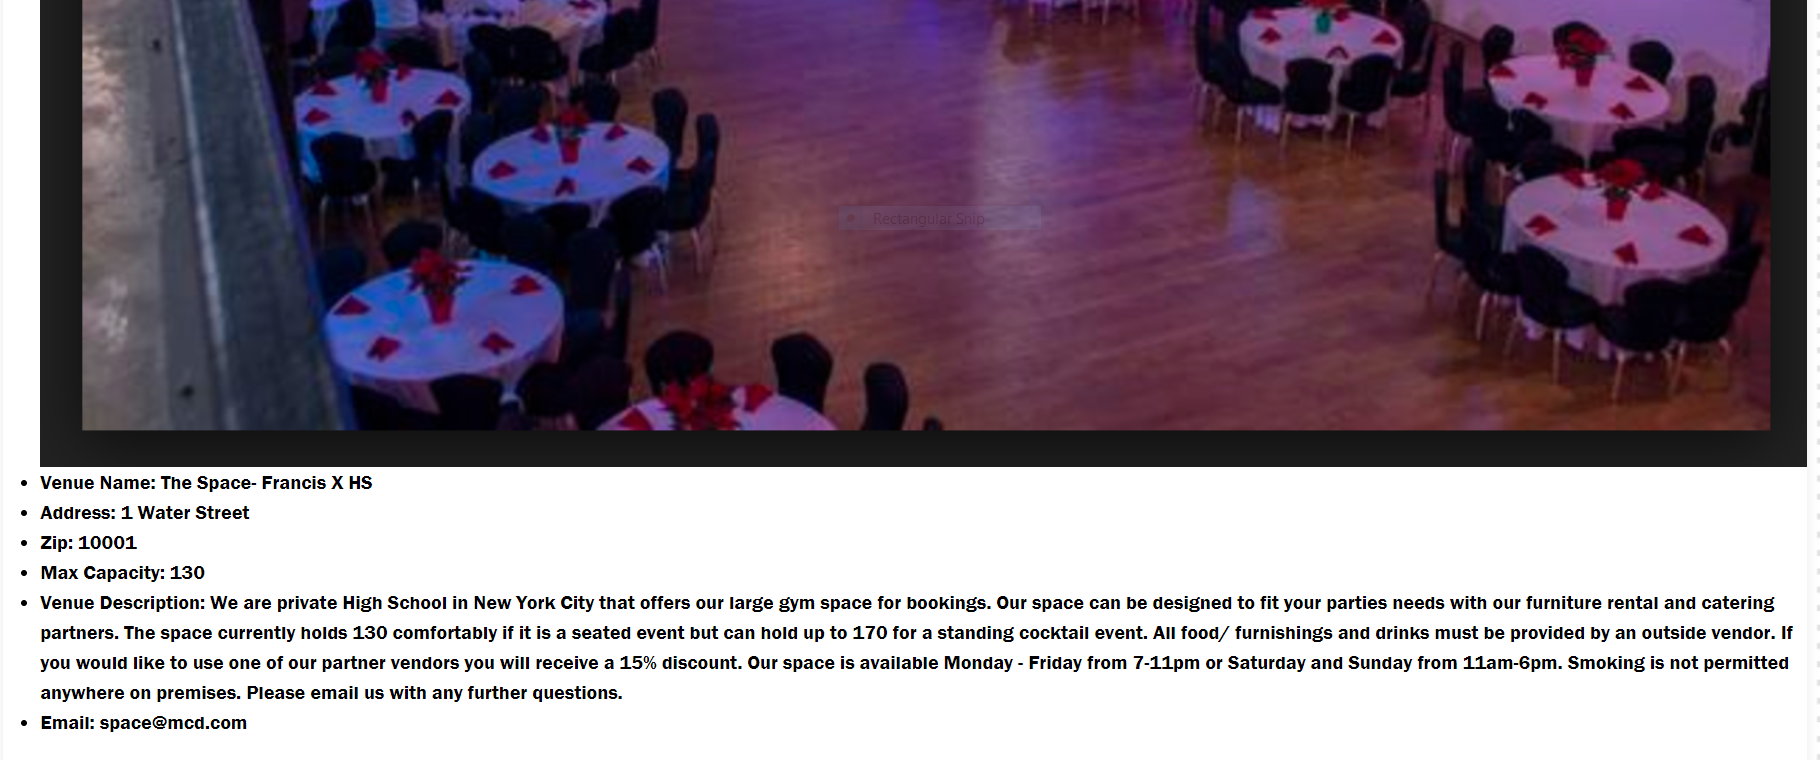 Rectangular Snip
Venue Name: The Space- Francis X HS
Address: 1 Water Street
Zip: 10001
Max Capacity: 130
Venue Description: We are private High School in New York City that offers our large gym space for bookings. Our space can be designed to fit your parties needs with our furniture rental and catering
partners. The space currently holds 130 comfortably if it is a seated event but can hold up to 170 for a standing cocktail event. All food/ furnishings and drinks must be provided by an outside vendor. If
you would like to use one of our partner vendors you will receive a 15% discount. Our space is available Monday - Friday from 7-11pm or Saturday and Sunday from 11am-6pm. Smoking is not permitted
anywhere on premises. Please email us with any further questions.
Email: space@mcd.com